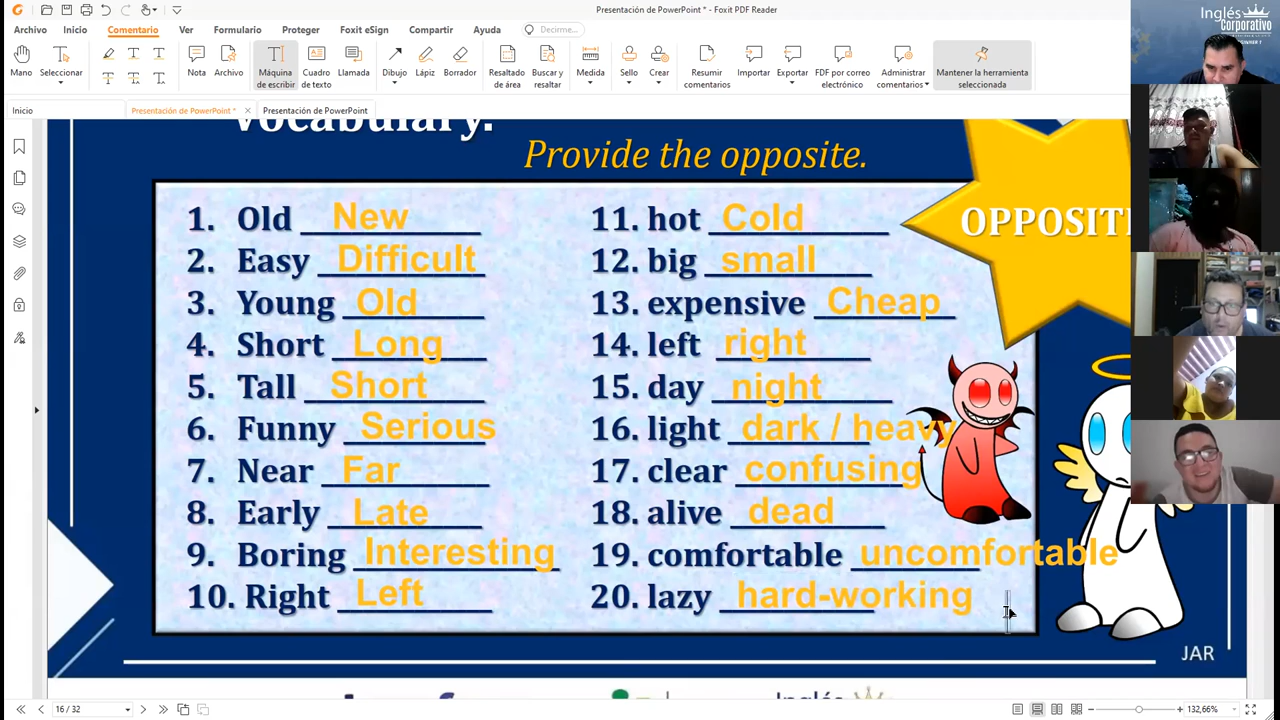 Presentación de PowerPoint * - Foxit PDF Reader
Archivo Inicio Comentario Ver Formulario Proteger Foxit eSign Compartir Ayuda Decirme...
Mano Seleccionar Nota Archivo Máquina de escribir Cuadro de texto Llamada Dibujo Lápiz Borrador Resaltado de área Buscar y resaltar Medida Sello Crear Resumir comentarios Importar Exportar FDF por correo electrónico Administrar comentarios Mantener la herramienta seleccionada
Inicio Presentación de PowerPoint * Presentación de PowerPoint
Inglés Corporativo
vocabulary.
Provide the opposite.
OPPOSIT
1. Old New
2. Easy Difficult
3. Young Old
4. Short Long
5. Tall Short
6. Funny Serious
7. Near Far
8. Early Late
9. Boring Interesting
10. Right Left
11. hot Cold
12. big small
13. expensive Cheap
14. left right
15. day night
16. light dark / heavy
17. clear confusing
18. alive dead
19. comfortable uncomfortable
20. lazy hard-working
JAR
Inglés
16 / 32
132,66%